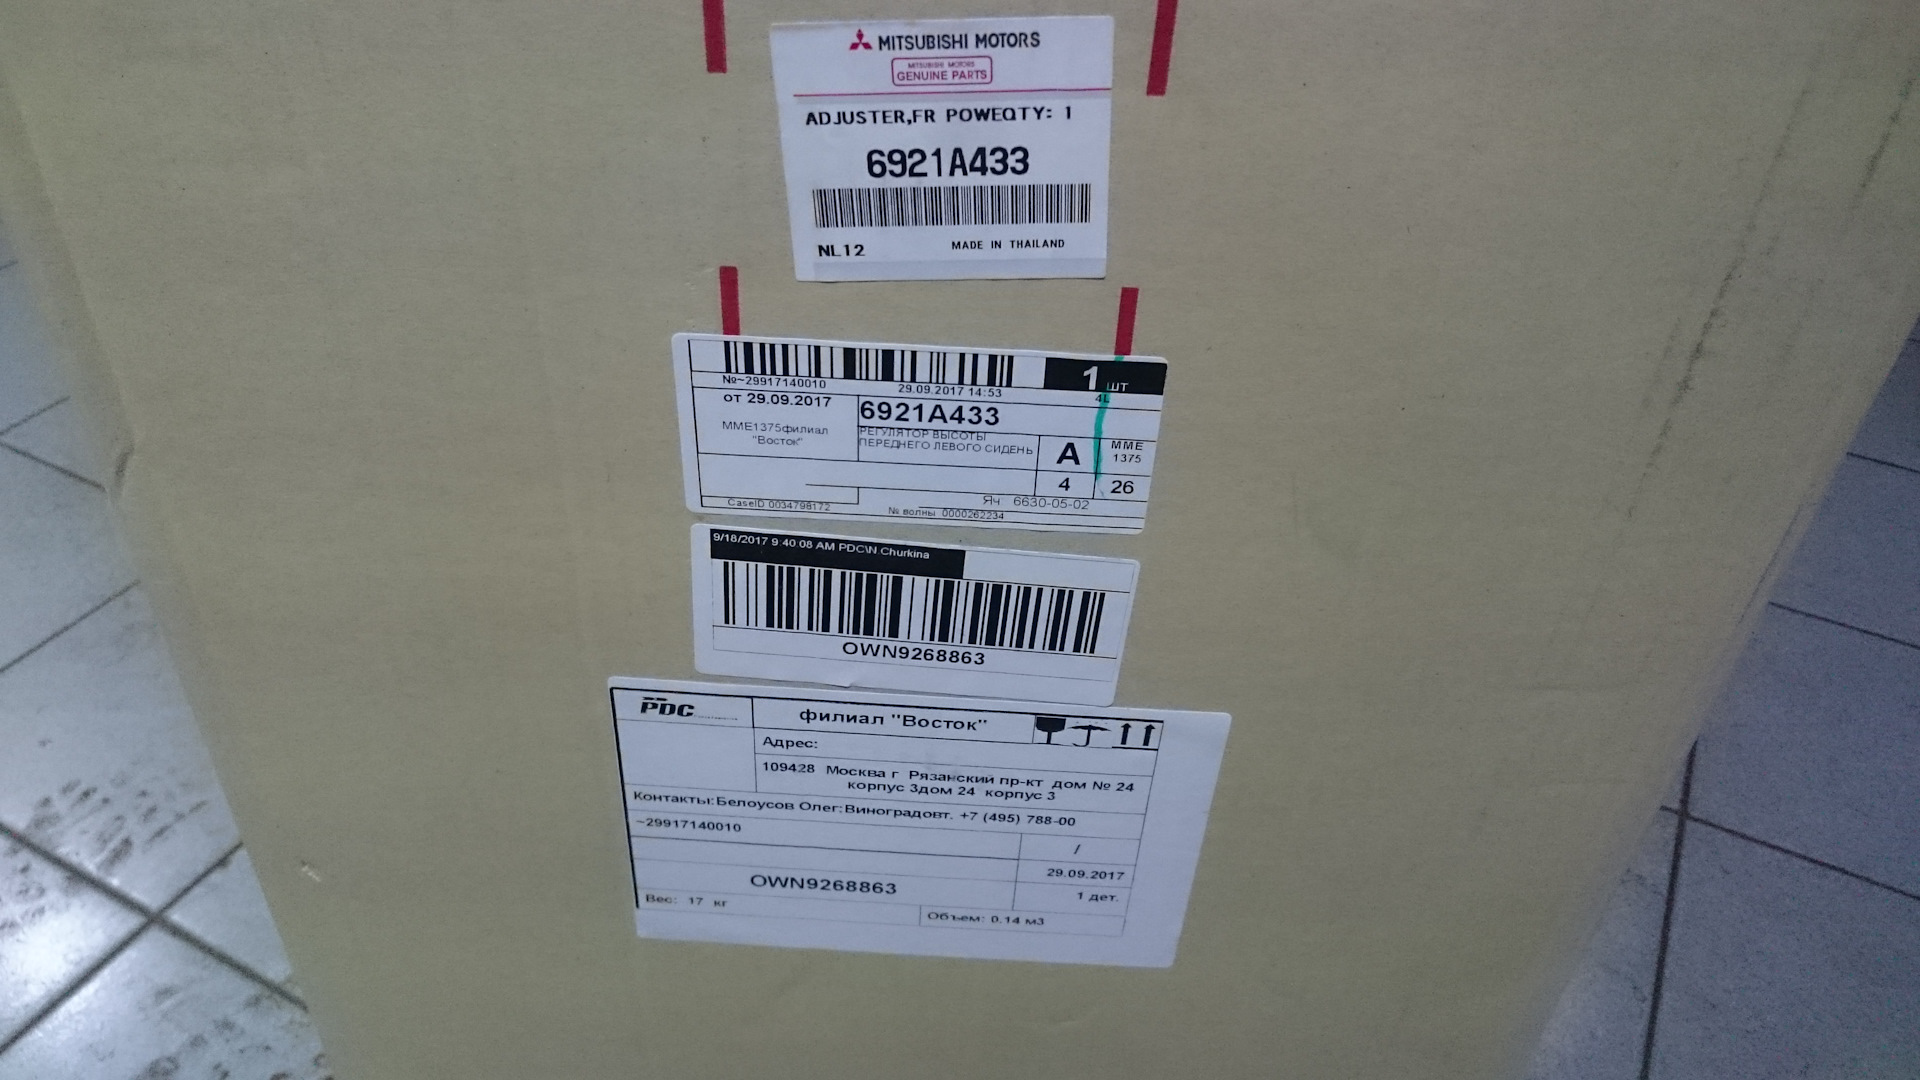 MITSUBISHI MOTORS
MITSUBISHI MOTORS
GENUINE PARTS
ADJUSTER,FR POWEQTY: 1
6921A433
NL12 MADE IN THAILAND
1 шт
№~29917140010 29.09.2017 14:53
4L
от 29.09.2017
6921A433
ММЕ1375филиал
"Восток"
РЕГУЛЯТОР ВЫСОТЫ
ПЕРЕДНЕГО ЛЕВОГО СИДЕНЬ
A
MME
1375
4
26
Яч 6630-05-02
CaseID 0034798172
№ волны 0000262234
9/18/2017 9:40:08 AM PDC\N.Churkina
OWN9268863
PDC
филиал "Восток"
Адрес:
109428 Москва г Рязанский пр-кт дом № 24
корпус 3дом 24 корпус 3
Контакты:Белоусов Олег:Виноградовт. +7 (495) 788-00
~29917140010
/
29.09.2017
OWN9268863
1 дет.
Вес: 17 кг
Объем: 0.14 м3